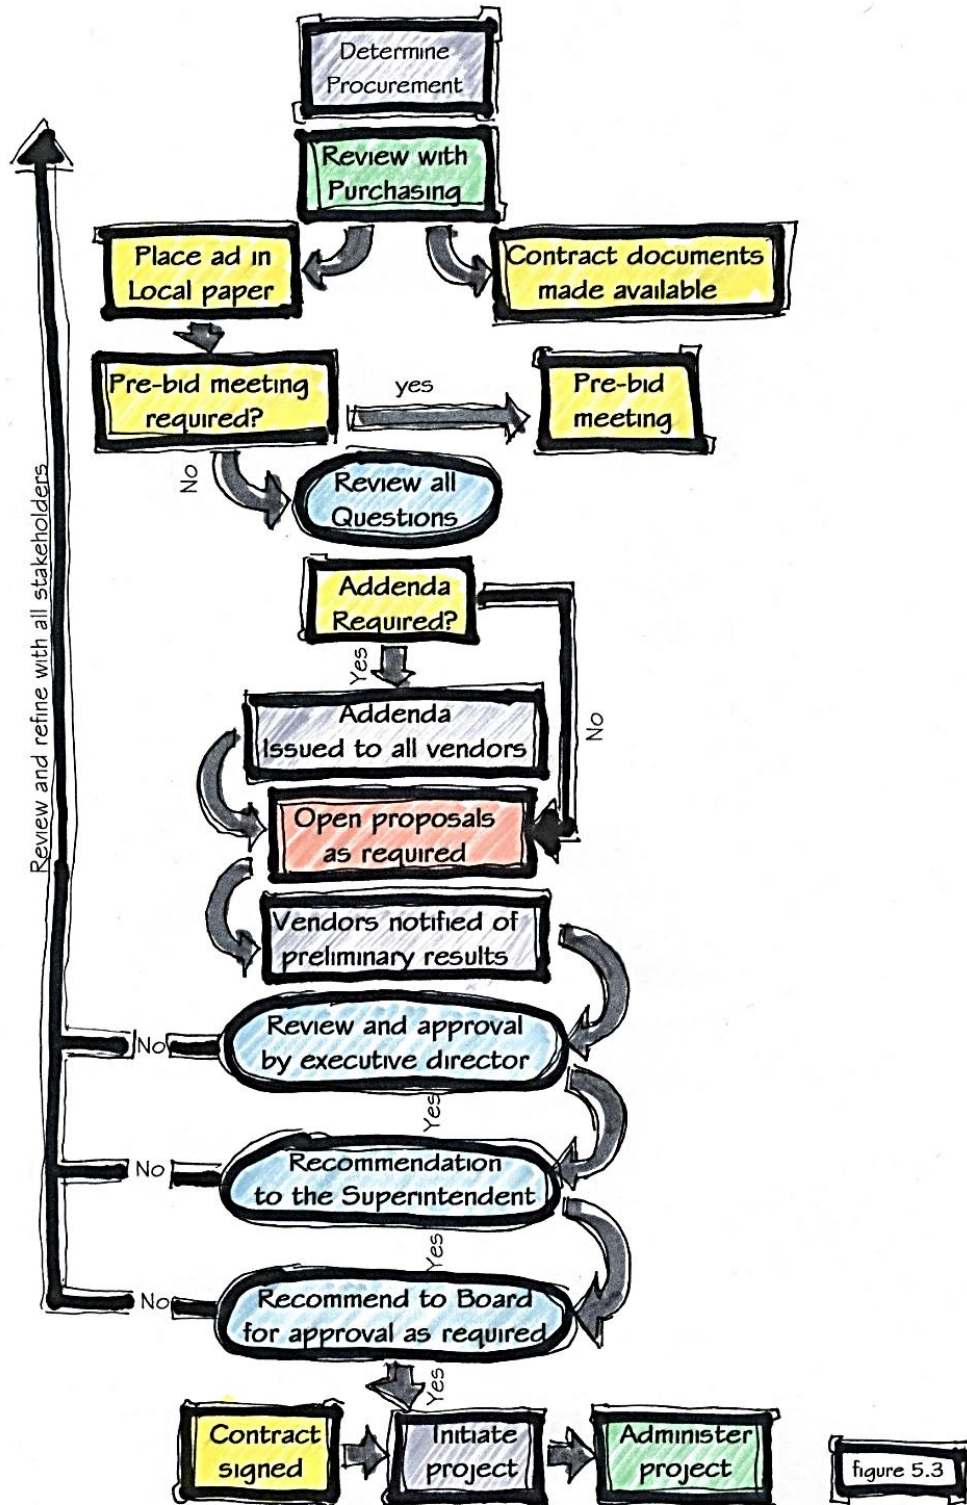 Determine
Procurement
Review with
Purchasing
Place ad in
Local paper
Contract documents
made available
Pre-bid meeting
required?
yes
Pre-bid
meeting
No
Review all
Questions
Addenda
Required?
Yes
No
Addenda
Issued to all vendors
Open proposals
as required
Vendors notified of
preliminary results
Review and approval
by executive director
No
Yes
Recommendation
to the Superintendent
No
Yes
Recommend to Board
for approval as required
No
Yes
Contract
signed
Initiate
project
Administer
project
Review and refine with all stakeholders
figure 5.3